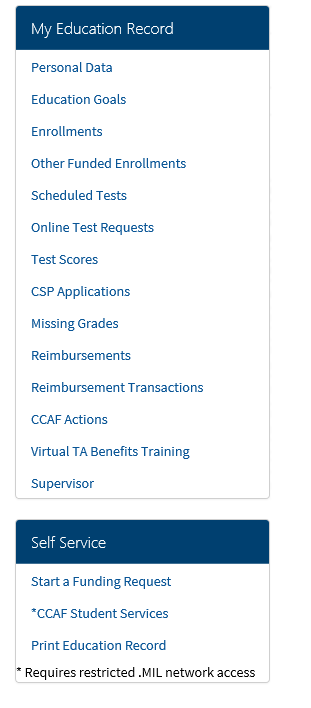 My Education Record
Personal Data
Education Goals
Enrollments
Other Funded Enrollments
Scheduled Tests
Online Test Requests
Test Scores
CSP Applications
Missing Grades
Reimbursements
Reimbursement Transactions
CCAF Actions
Virtual TA Benefits Training
Supervisor
Self Service
Start a Funding Request
*CCAF Student Services
Print Education Record
* Requires restricted .MIL network access